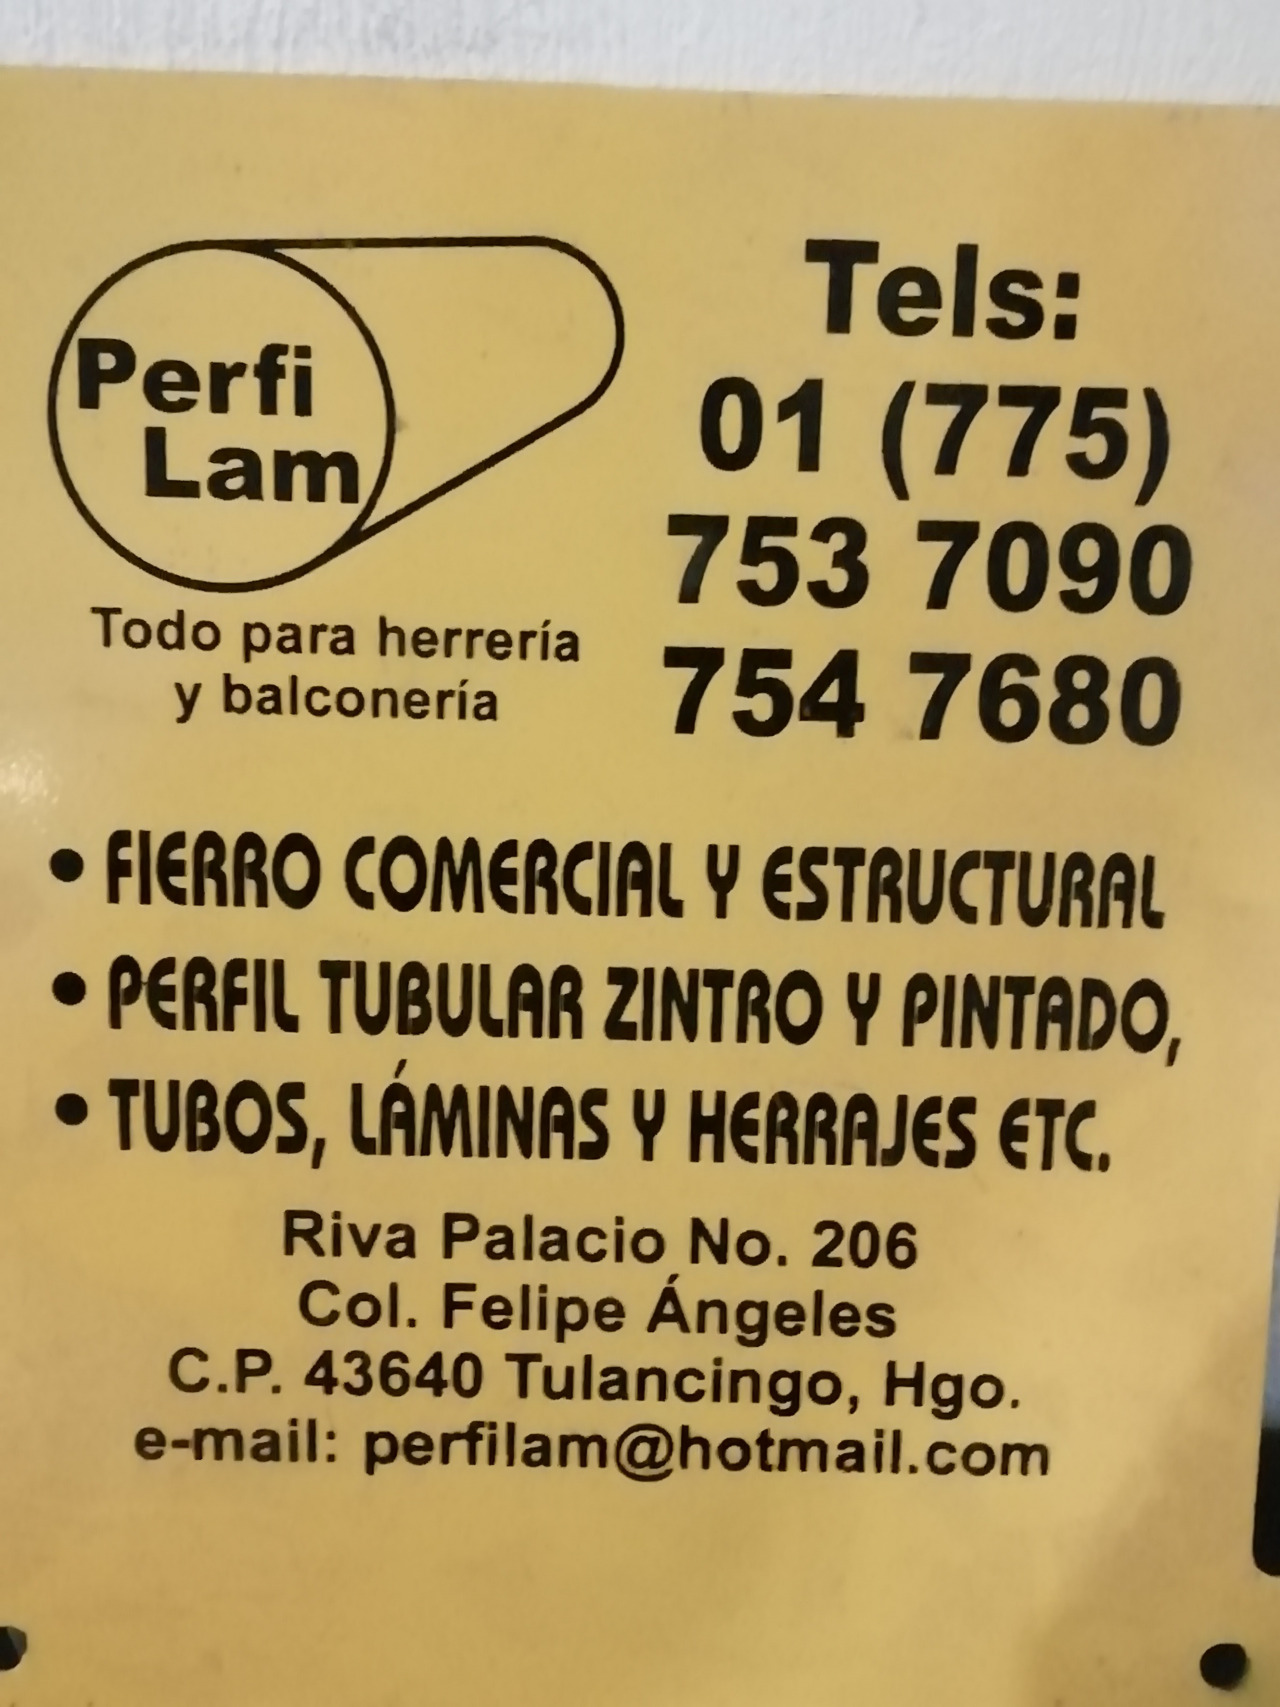 Perfi
Lam
Todo para herrería
y balconería
Tels:
01 (775)
753 7090
754 7680
• FIERRO COMERCIAL Y ESTRUCTURAL
• PERFIL TUBULAR ZINTRO Y PINTADO,
• TUBOS, LÁMINAS Y HERRAJES ETC.
Riva Palacio No. 206
Col. Felipe Ángeles
C.P. 43640 Tulancingo, Hgo.
e-mail: perfilam@hotmail.com